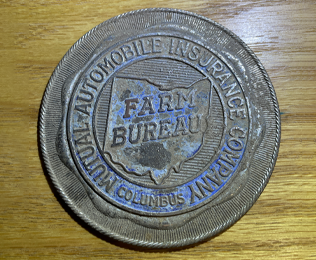 FARM
BUREAU
MUTUAL AUTOMOBILE INSURANCE COMPANY
COLUMBUS